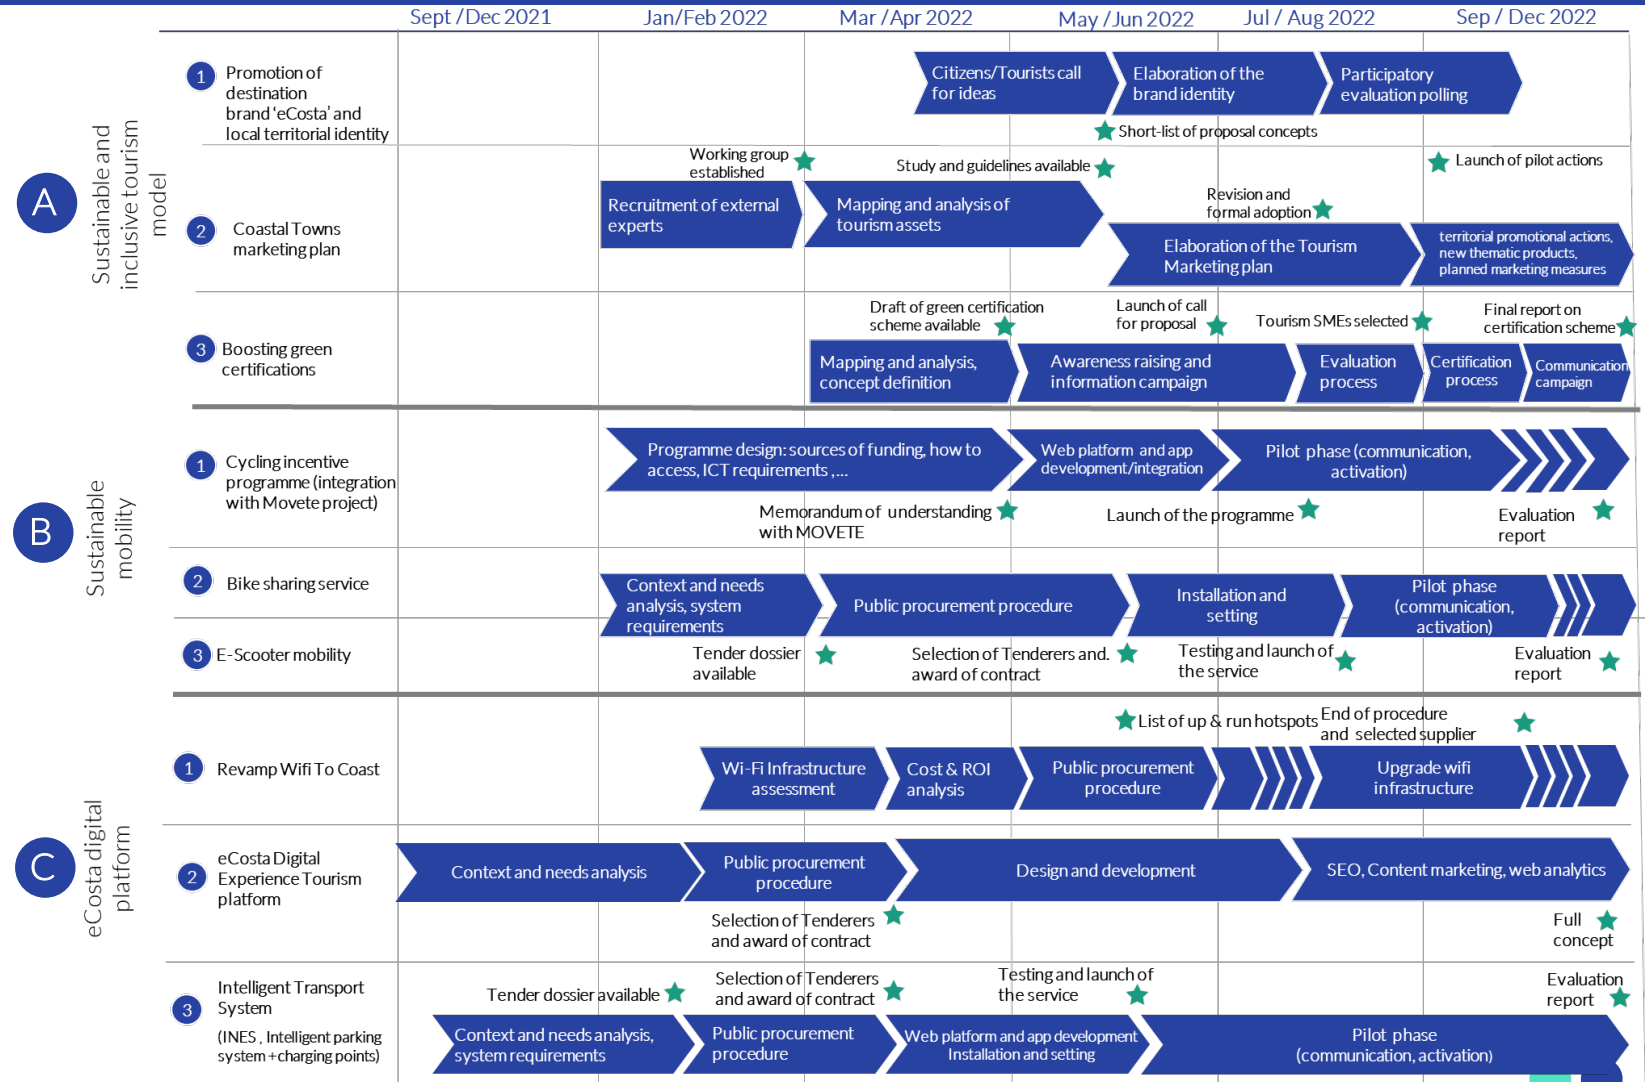 Sept /Dec 2021
Jan/Feb 2022
Mar /Apr 2022
May /Jun 2022
Jul / Aug 2022
Sep / Dec 2022
A
Sustainable and
inclusive tourism
model
1
Promotion of
destination
brand ‘eCosta’ and
local territorial identity
Citizens/Tourists call
for ideas
Elaboration of the
brand identity
Participatory
evaluation polling
Short-list of proposal concepts
2
Coastal Towns
marketing plan
Working group
established
Study and guidelines available
Launch of pilot actions
Revision and
formal adoption
Recruitment of external
experts
Mapping and analysis of
tourism assets
Elaboration of the Tourism
Marketing plan
territorial promotional actions,
new thematic products,
planned marketing measures
3
Boosting green
certifications
Draft of green certification
scheme available
Launch of call
for proposal
Tourism SMEs selected
Final report on
certification scheme
Mapping and analysis,
concept definition
Awareness raising and
information campaign
Evaluation
process
Certification
process
Communication
campaign
B
Sustainable
mobility
1
Cycling incentive
programme (integration
with Movete project)
Programme design: sources of funding, how to
access, ICT requirements ,...
Web platform and app
development/integration
Pilot phase (communication,
activation)
Memorandum of understanding
with MOVETE
Launch of the programme
Evaluation
report
2
Bike sharing service
Context and needs
analysis, system
requirements
Public procurement procedure
Installation and
setting
Pilot phase
(communication,
activation)
3
E-Scooter mobility
Tender dossier
available
Selection of Tenderers and.
award of contract
Testing and launch of
the service
Evaluation
report
C
eCosta digital
platform
1
Revamp Wifi To Coast
List of up & run hotspots
End of procedure
and selected supplier
Wi-Fi Infrastructure
assessment
Cost & ROI
analysis
Public procurement
procedure
Upgrade wifi
infrastructure
2
eCosta Digital
Experience Tourism
platform
Context and needs analysis
Public procurement
procedure
Design and development
SEO, Content marketing, web analytics
Selection of Tenderers
and award of contract
Full
concept
3
Intelligent Transport
System
(INES , Intelligent parking
system +charging points)
Tender dossier available
Selection of Tenderers
and award of contract
Testing and launch of
the service
Evaluation
report
Context and needs analysis,
system requirements
Public procurement
procedure
Web platform and app development
Installation and setting
Pilot phase
(communication, activation)